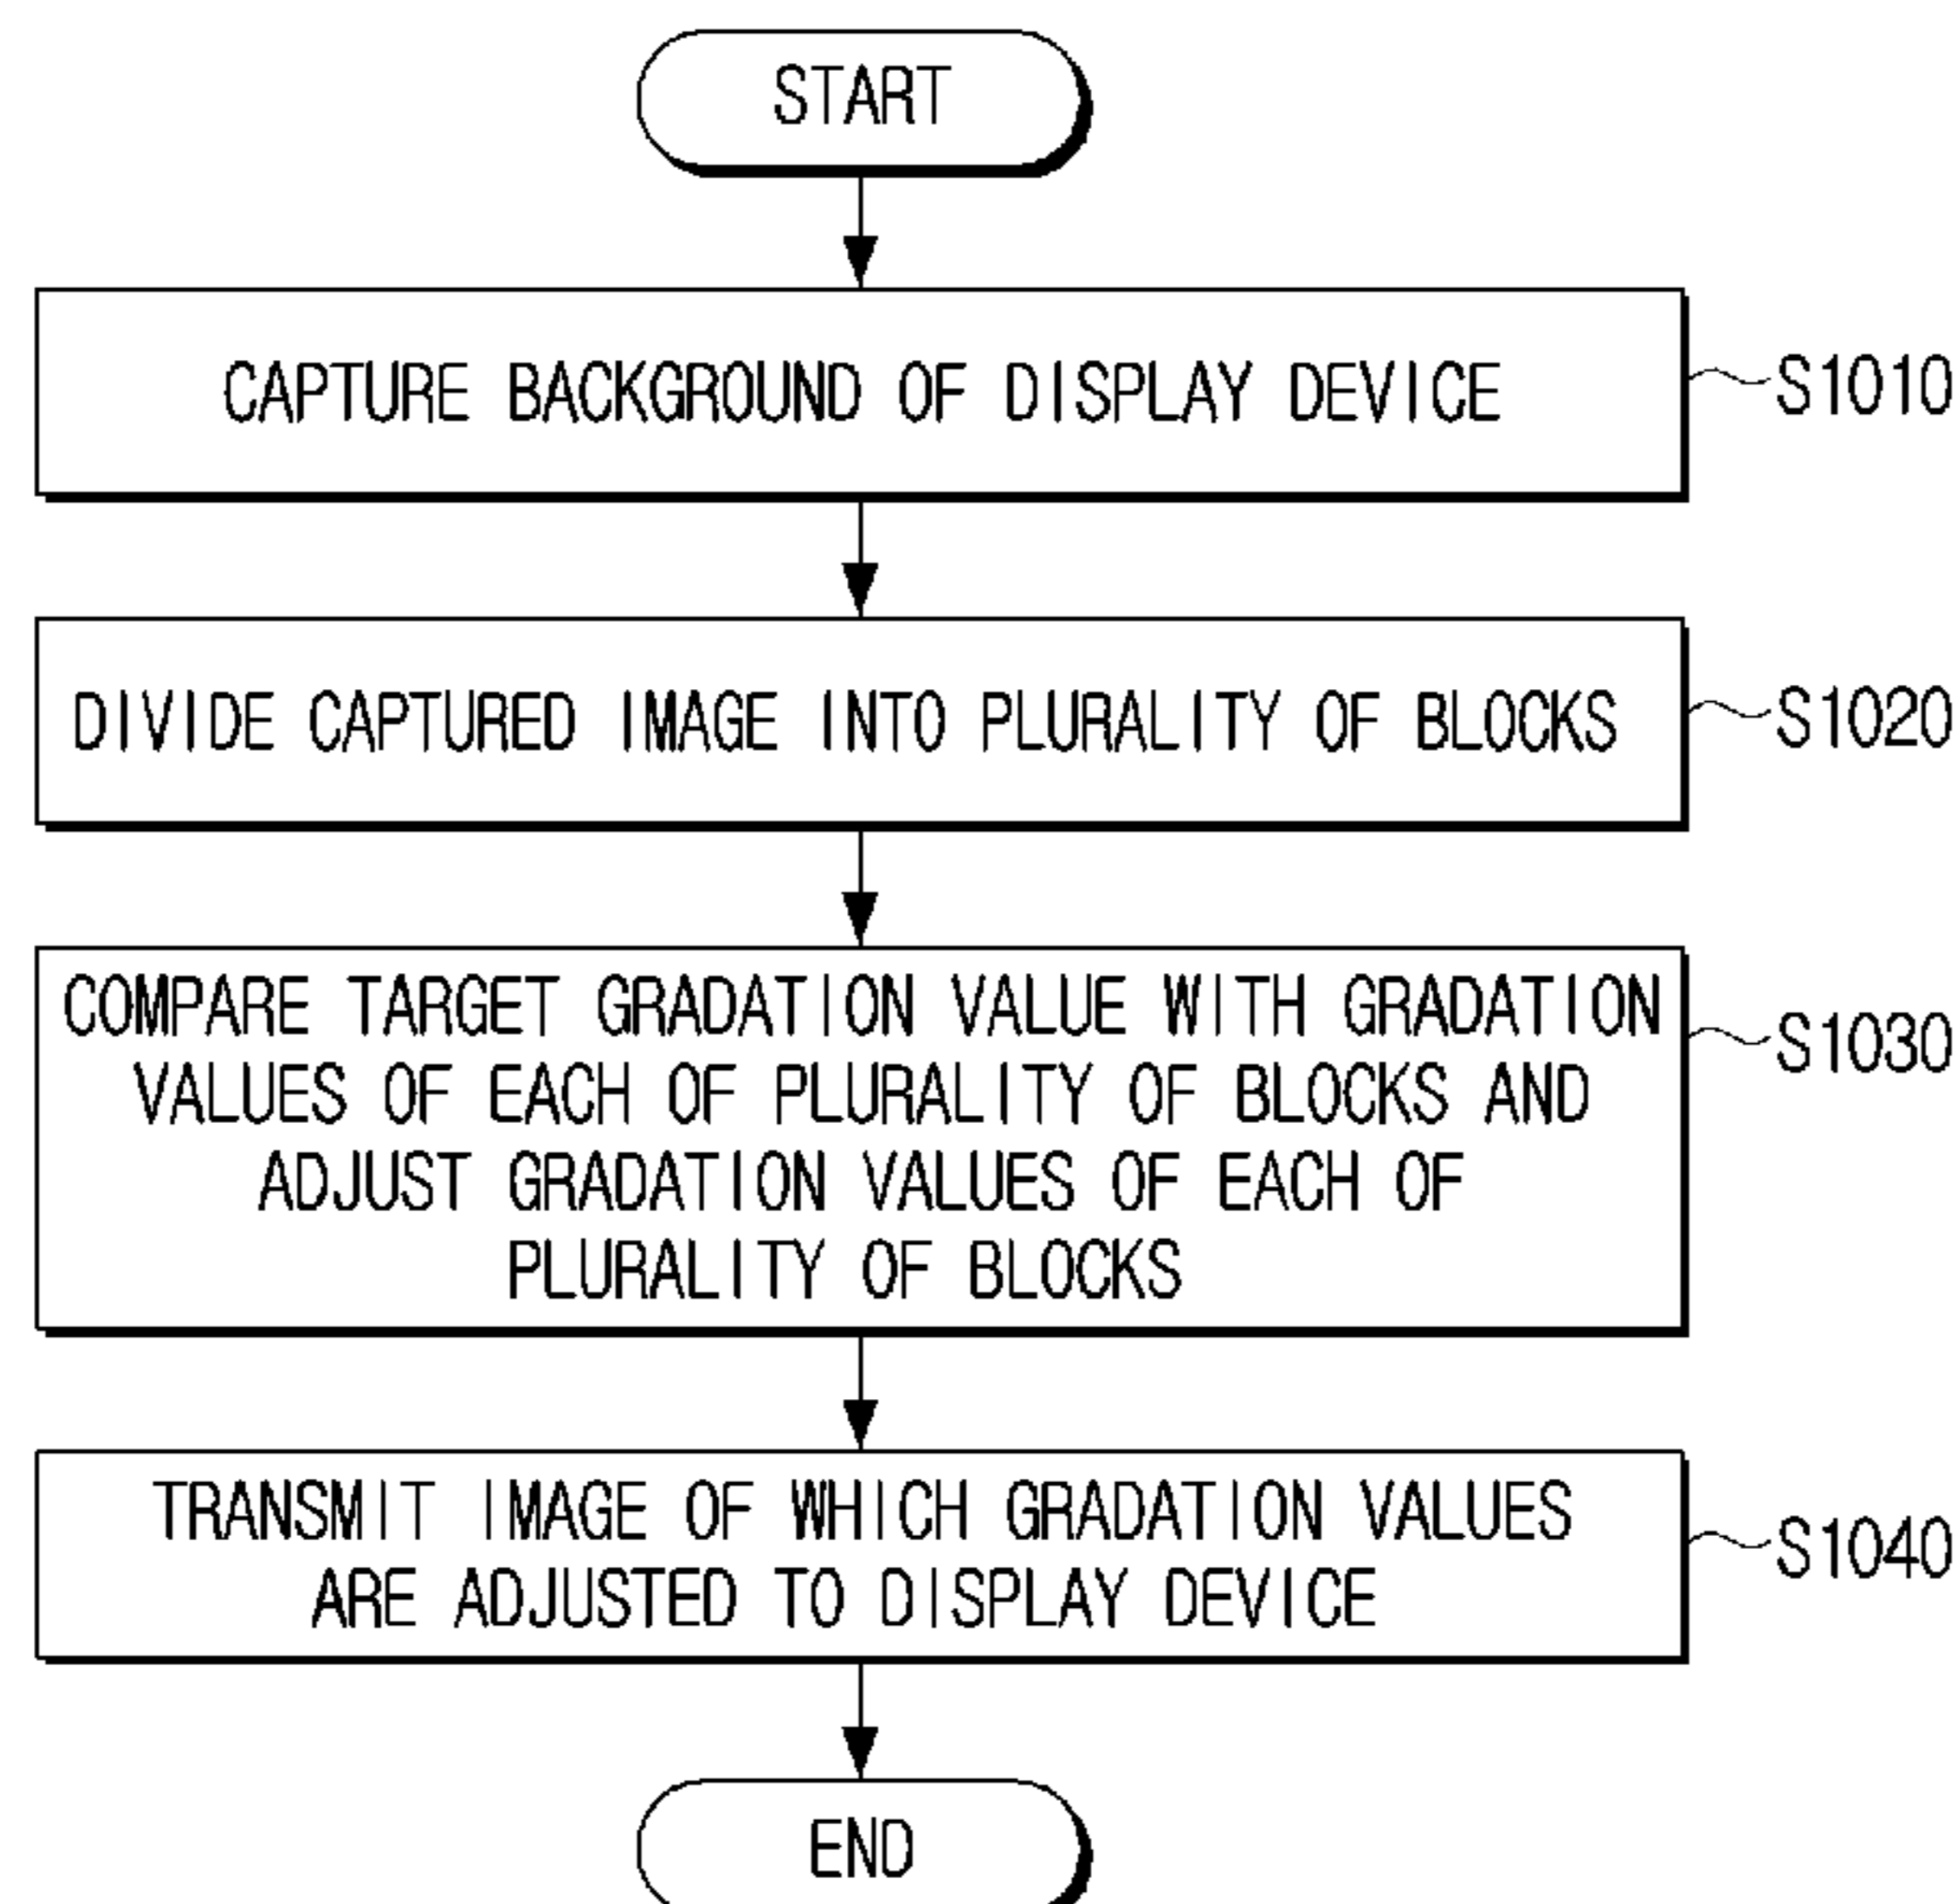 START
CAPTURE BACKGROUND OF DISPLAY DEVICE
S1010
DIVIDE CAPTURED IMAGE INTO PLURALITY OF BLOCKS
S1020
COMPARE TARGET GRADATION VALUE WITH GRADATION
VALUES OF EACH OF PLURALITY OF BLOCKS AND
ADJUST GRADATION VALUES OF EACH OF
PLURALITY OF BLOCKS
S1030
TRANSMIT IMAGE OF WHICH GRADATION VALUES
ARE ADJUSTED TO DISPLAY DEVICE
S1040
END